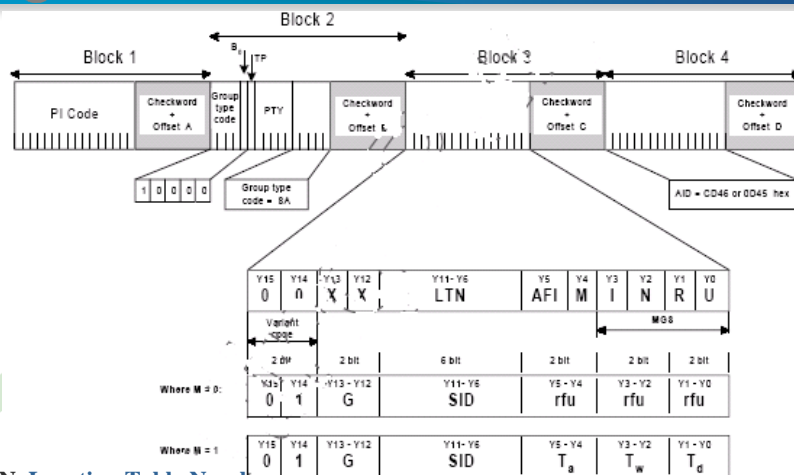 Block 2
B0 TP
Block 1
Block 3
Block 4
PI Code
Checkword + Offset A
Group type code
PTY
Checkword + Offset
Checkword + Offset C
Checkword + Offset D
1 0 0 0 0
Group type code = 8A
AID = CD46 or 0D45 hex
Y15 Y14 Y13 Y12 Y11- Y6 Y5 Y4 Y3 Y2 Y1 Y0
0 0 X X LTN AFI M I N R U
Variant code
MGS
2 bit 2 bit 6 bit 2 bit 2 bit 2 bit
Where M = 0:
Y15 Y14 Y13 - Y12 Y11- Y6 Y5 - Y4 Y3 - Y2 Y1 - Y0
0 1 G SID rfu rfu rfu
Where M = 1
Y15 Y14 Y13 - Y12 Y11- Y6 Y5 - Y4 Y3 - Y2 Y1 - Y0
0 1 G SID Ta Tw Td